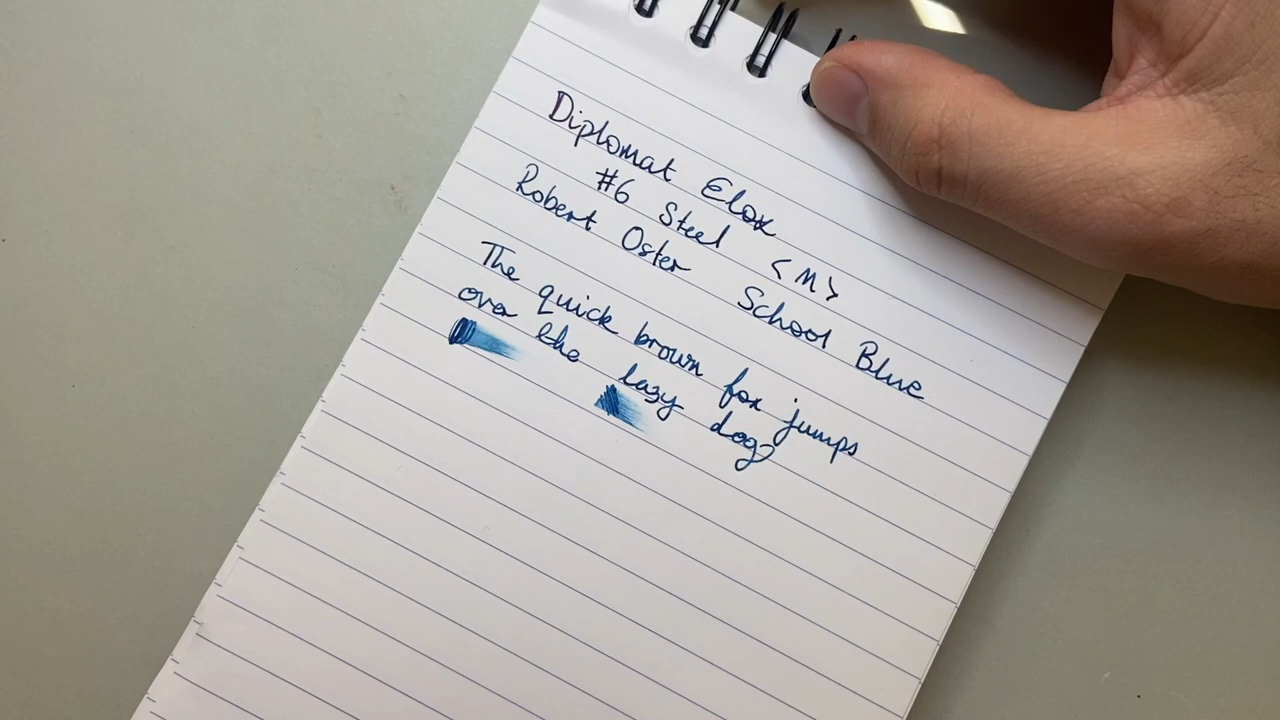 Diplomat Elox
#6 Steel <M>
Robert Oster School Blue
The quick brown fox jumps
over the lazy dog